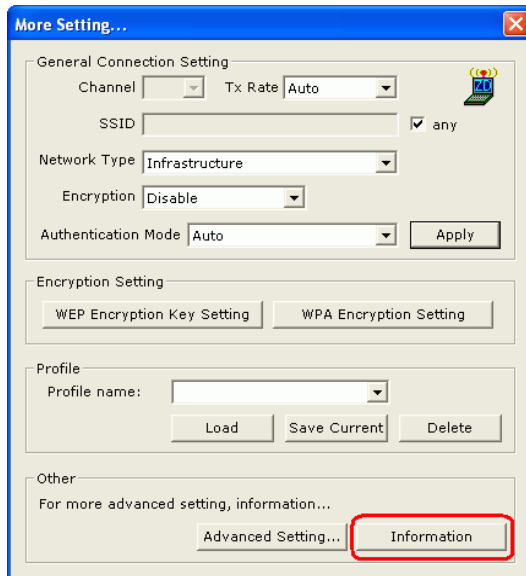 More Setting...
General Connection Setting
Channel Tx Rate Auto
ZD
SSID any
Network Type Infrastructure
Encryption Disable
Authentication Mode Auto Apply
Encryption Setting
WEP Encryption Key Setting WPA Encryption Setting
Profile
Profile name:
Load Save Current Delete
Other
For more advanced setting, information...
Advanced Setting... Information